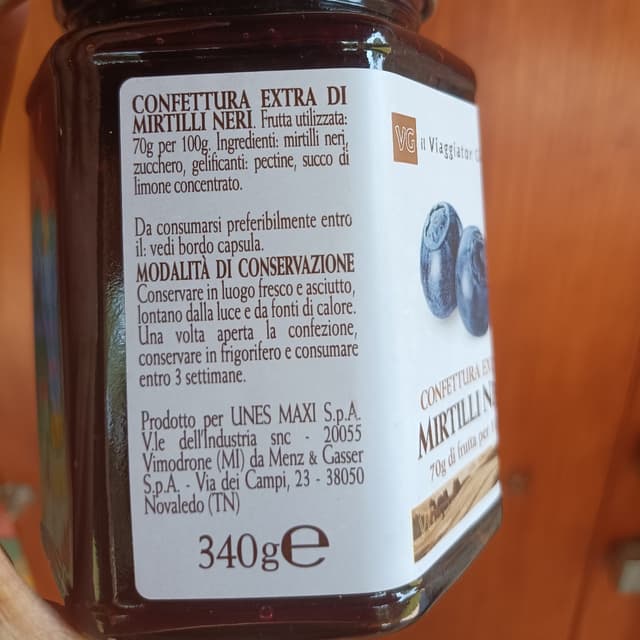 CONFETTURA EXTRA DI
MIRTILLI NERI. Frutta utilizzata:
70g per 100g. Ingredienti: mirtilli neri,
zucchero, gelificanti: pectine, succo di
limone concentrato.
Da consumarsi preferibilmente entro
il: vedi bordo capsula.
MODALITÀ DI CONSERVAZIONE
Conservare in luogo fresco e asciutto,
lontano dalla luce e da fonti di calore.
Una volta aperta la confezione,
conservare in frigorifero e consumare
entro 3 settimane.
Prodotto per UNES MAXI S.p.A.
V.le dell'Industria snc - 20055
Vimodrone (MI) da Menz & Gasser
S.p.A. - Via dei Campi, 23 - 38050
Novaledo (TN)
340g e
VG il Viaggiator
CONFETTURA
MIRTILLI
70g di frutta per